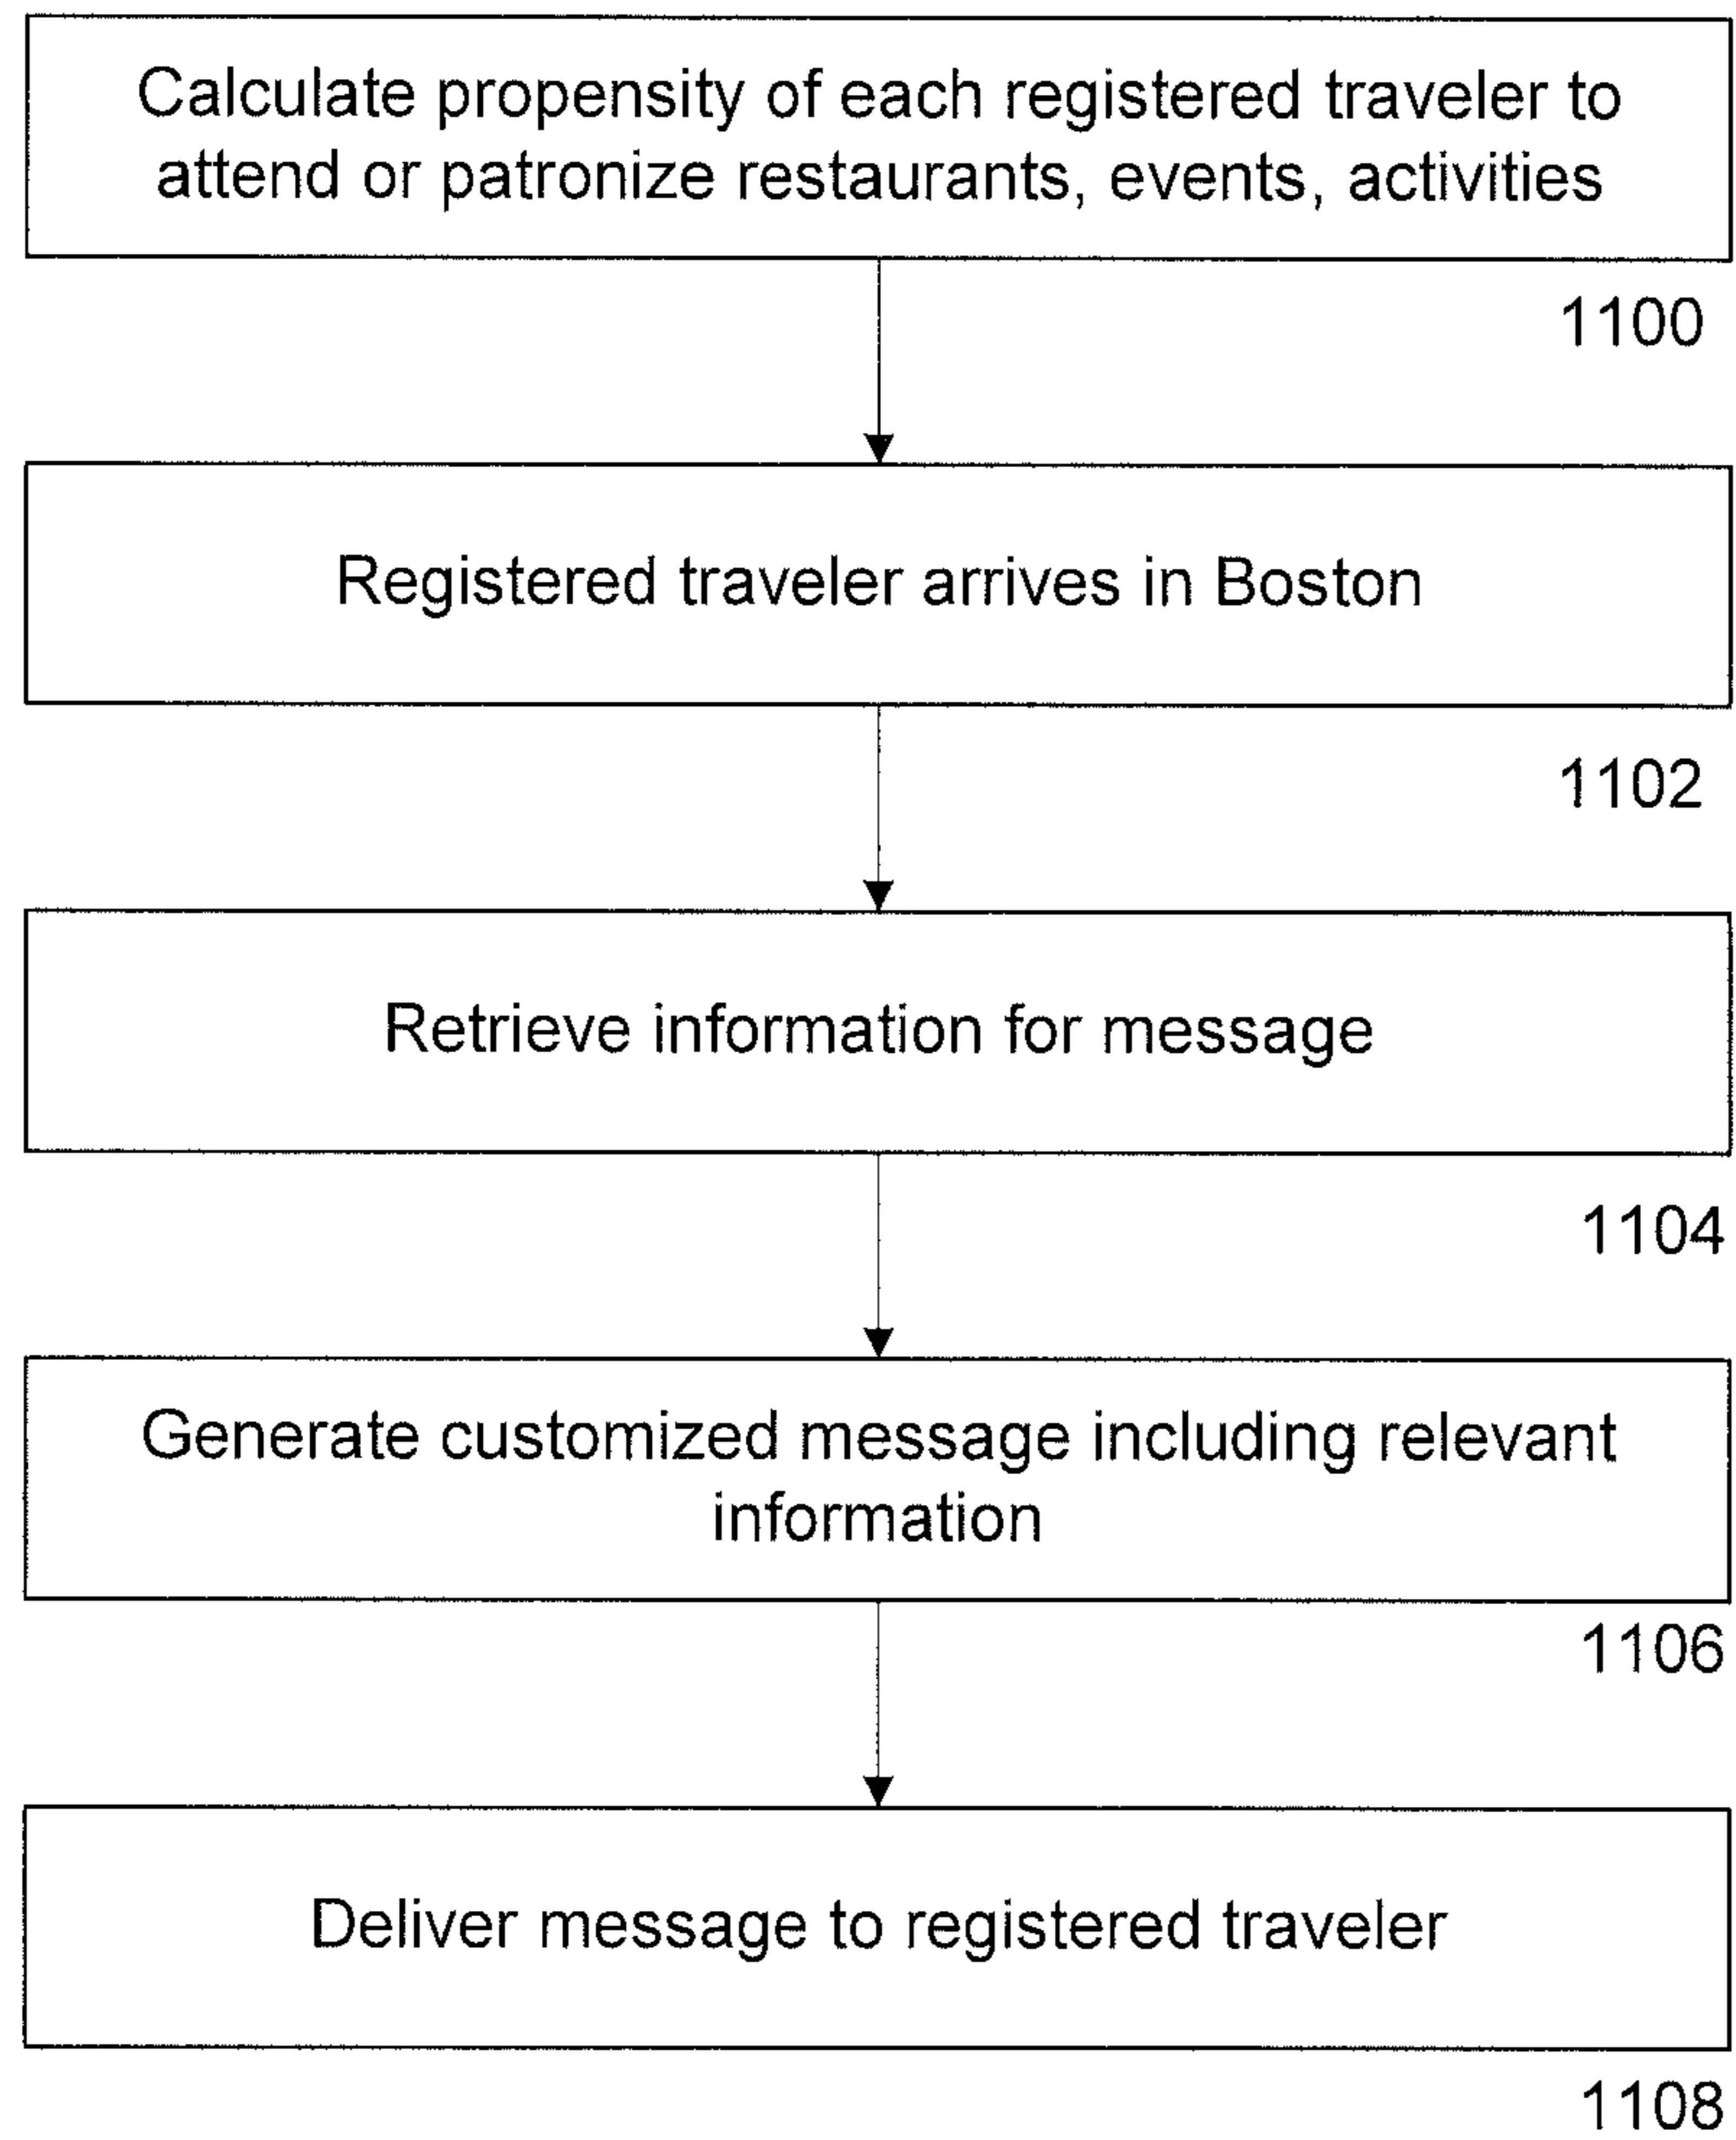 Calculate propensity of each registered traveler to
attend or patronize restaurants, events, activities
1100
Registered traveler arrives in Boston
1102
Retrieve information for message
1104
Generate customized message including relevant
information
1106
Deliver message to registered traveler
1108